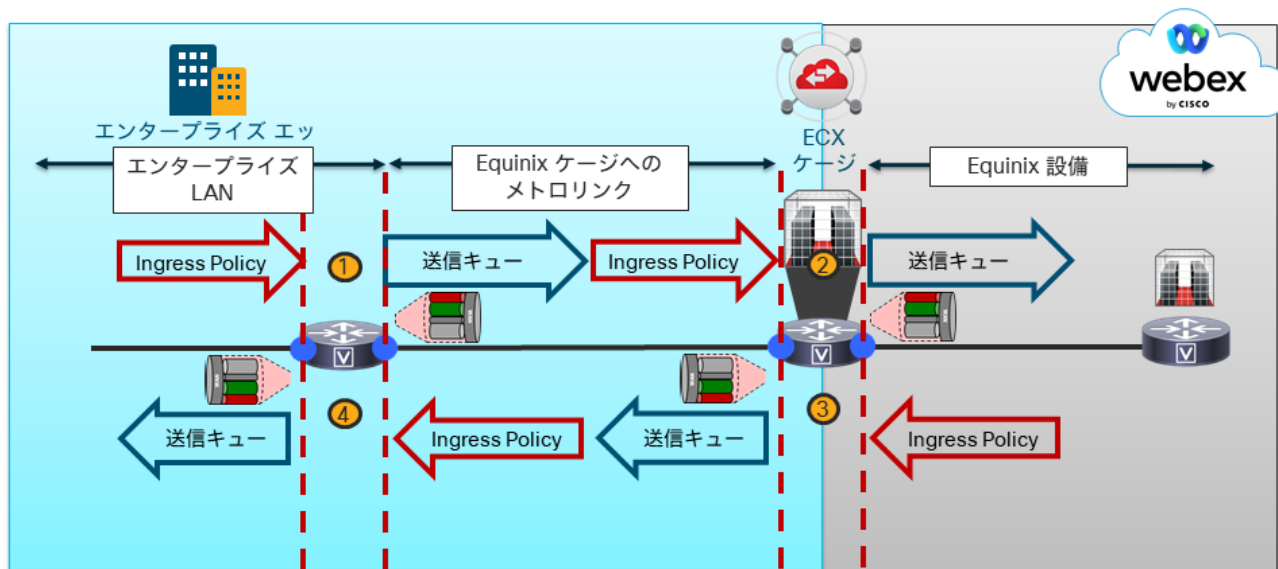 webex
by CISCO
エンタープライズ エッ
ECX
ケージ
エンタープライズ
LAN
Equinix ケージへの
メトロリンク
Equinix 設備
Ingress Policy
1
送信キュー
Ingress Policy
2
送信キュー
V
V
V
送信キュー
4
Ingress Policy
送信キュー
3
Ingress Policy